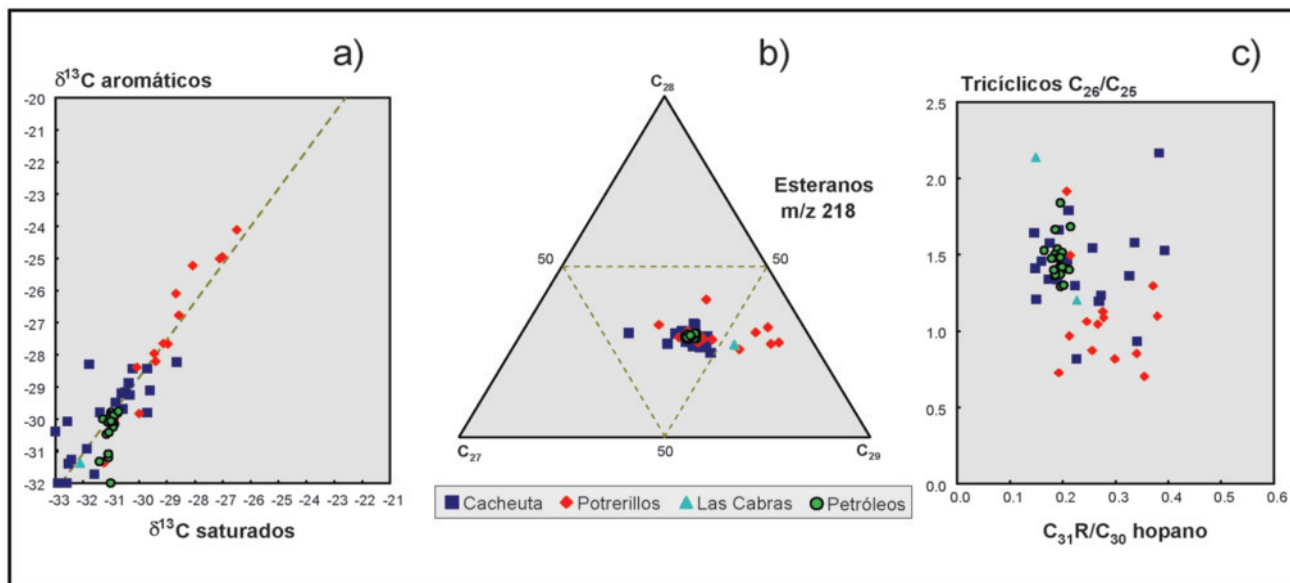 a)
δ¹³C aromáticos
-20
-21
-22
-23
-24
-25
-26
-27
-28
-29
-30
-31
-32
-33 -31 -30 -29 -28 -27 -26 -25 -24 -23 -22 -21
δ¹³C saturados
b)
C₂₈
Esteranos
m/z 218
50 50
C₂₇ 50 C₂₉
Cacheuta Potrerillos Las Cabras Petróleos
c)
Tricíclicos C₂₆/C₂₅
2.5
2.0
1.5
1.0
0.5
0.0
0.0 0.1 0.2 0.3 0.4 0.5 0.6
C₃₁R/C₃₀ hopano